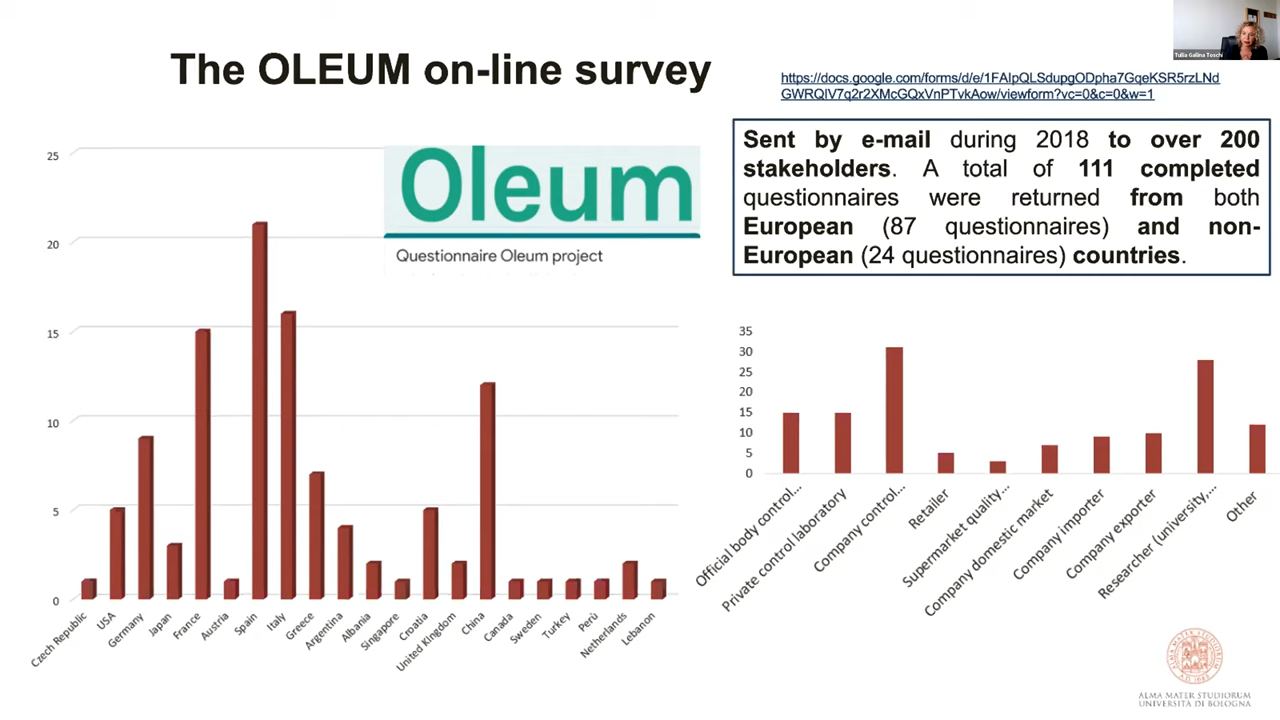 The OLEUM on-line survey
Tullia Gallina Toschi
https://docs.google.com/forms/d/e/1FAIpQLSdupgODpha7GqeKSR5rzLNd
GWRQIV7q2r2XMcGQxVnPTvkAow/viewform?vc=0&c=0&w=1
Oleum
Questionnaire Oleum project
Sent by e-mail during 2018 to over 200
stakeholders. A total of 111 completed
questionnaires were returned from both
European (87 questionnaires) and non-
European (24 questionnaires) countries.
25
20
15
10
5
0
Czech Republic
USA
Germany
Japan
France
Austria
Spain
Italy
Greece
Argentina
Albania
Singapore
Croatia
United KIngdom
China
Canada
Sweden
Turkey
Perù
Netherlands
Lebanon
35
30
25
20
15
10
5
0
Official body control...
Private control laboratory
Company control...
Retailer
Supermarket quality...
Company domestic market
Company importer
Company exporter
Researcher (university,...
Other
ALMA MATER STUDIORUM
UNIVERSITÀ DI BOLOGNA